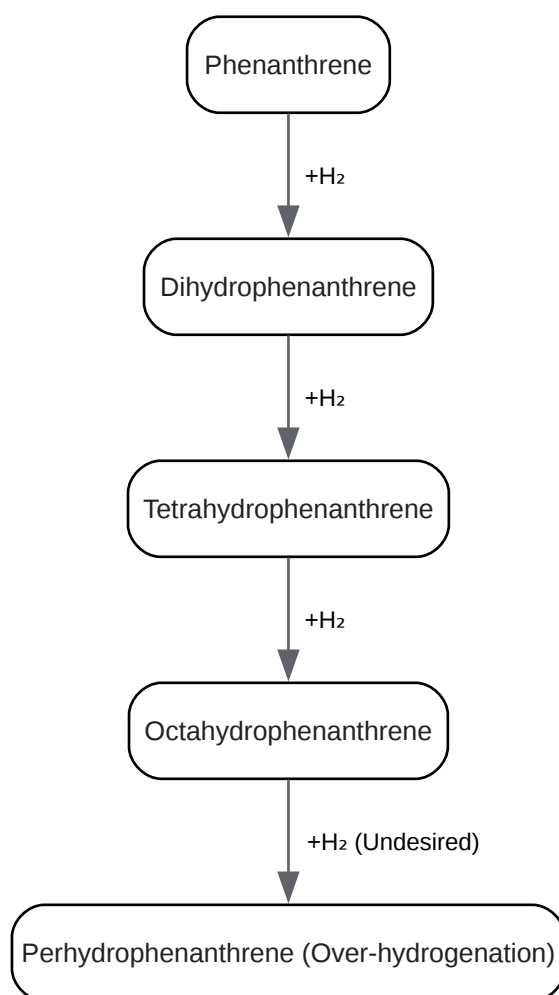 Phenanthrene
+H₂
Dihydrophenanthrene
+H₂
Tetrahydrophenanthrene
+H₂
Octahydrophenanthrene
+H₂ (Undesired)
Perhydrophenanthrene (Over-hydrogenation)